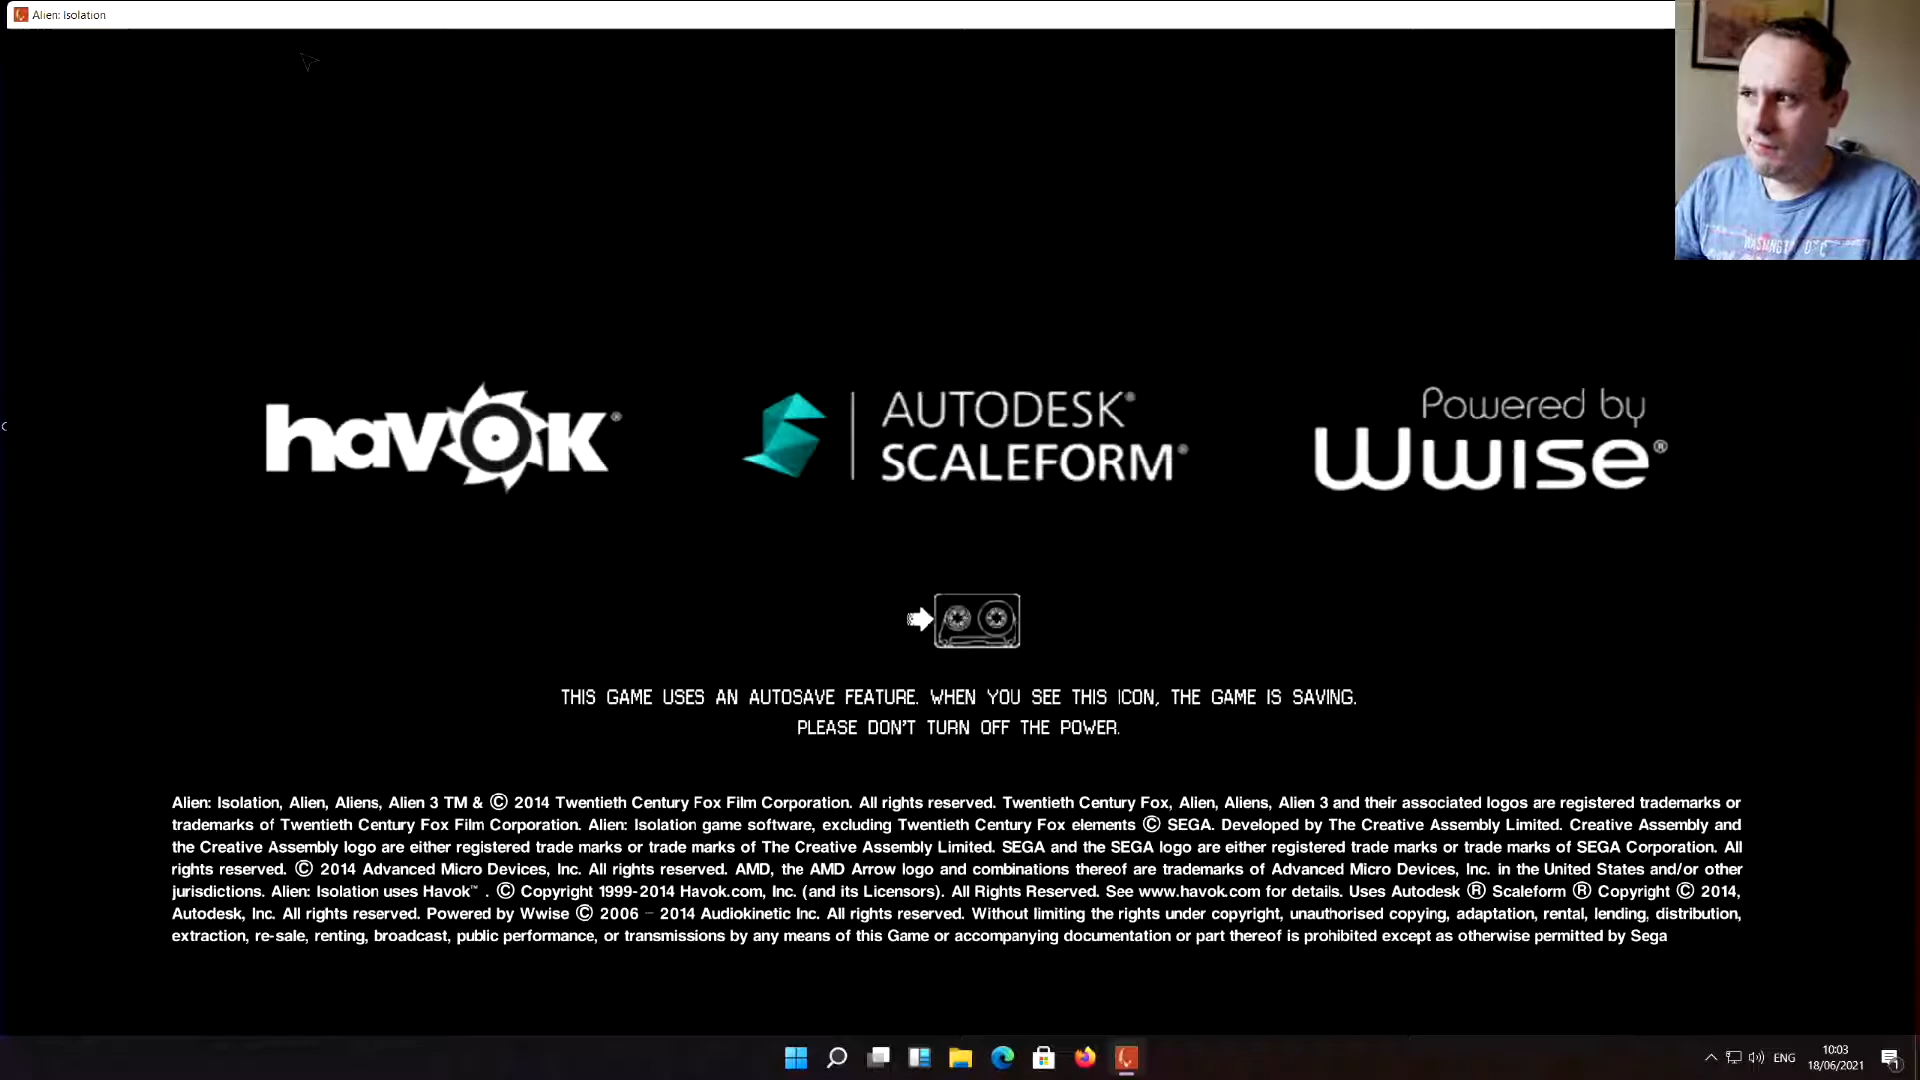 Alien: Isolation
havok®
AUTODESK®
SCALEFORM®
Powered by
Wwise®
THIS GAME USES AN AUTOSAVE FEATURE. WHEN YOU SEE THIS ICON, THE GAME IS SAVING.
PLEASE DON'T TURN OFF THE POWER.
Alien: Isolation, Alien, Aliens, Alien 3 TM & © 2014 Twentieth Century Fox Film Corporation. All rights reserved. Twentieth Century Fox, Alien, Aliens, Alien 3 and their associated logos are registered trademarks or
trademarks of Twentieth Century Fox Film Corporation. Alien: Isolation game software, excluding Twentieth Century Fox elements © SEGA. Developed by The Creative Assembly Limited. Creative Assembly and
the Creative Assembly logo are either registered trade marks or trade marks of The Creative Assembly Limited. SEGA and the SEGA logo are either registered trade marks or trade marks of SEGA Corporation. All
rights reserved. © 2014 Advanced Micro Devices, Inc. All rights reserved. AMD, the AMD Arrow logo and combinations thereof are trademarks of Advanced Micro Devices, Inc. in the United States and/or other
jurisdictions. Alien: Isolation uses Havok™ . © Copyright 1999-2014 Havok.com, Inc. (and its Licensors). All Rights Reserved. See www.havok.com for details. Uses Autodesk ® Scaleform ® Copyright © 2014,
Autodesk, Inc. All rights reserved. Powered by Wwise © 2006 – 2014 Audiokinetic Inc. All rights reserved. Without limiting the rights under copyright, unauthorised copying, adaptation, rental, lending, distribution,
extraction, re-sale, renting, broadcast, public performance, or transmissions by any means of this Game or accompanying documentation or part thereof is prohibited except as otherwise permitted by Sega
ENG
10:03
18/06/2021
1